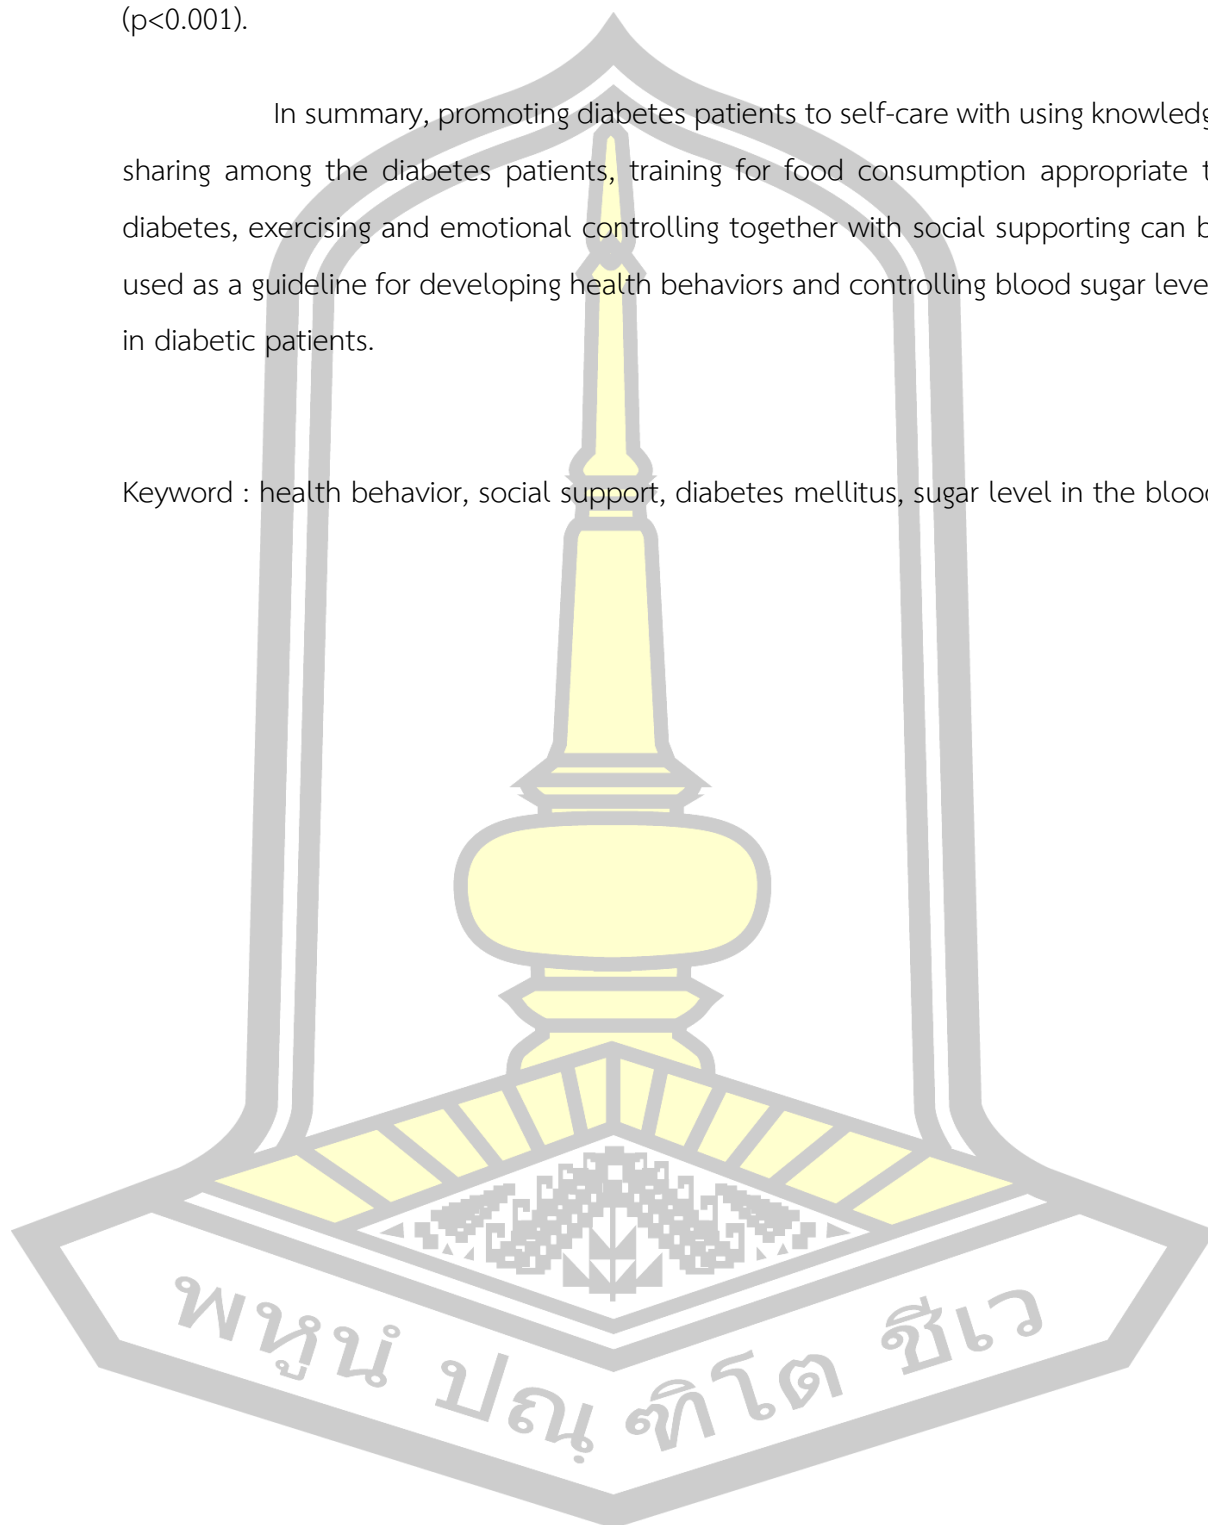 (p<0.001).
In summary, promoting diabetes patients to self-care with using knowledg
sharing among the diabetes patients, training for food consumption appropriate t
diabetes, exercising and emotional controlling together with social supporting can b
used as a guideline for developing health behaviors and controlling blood sugar leve
in diabetic patients.
Keyword : health behavior, social support, diabetes mellitus, sugar level in the blood
พหูนํ ปณฺฑิโต ชีเว